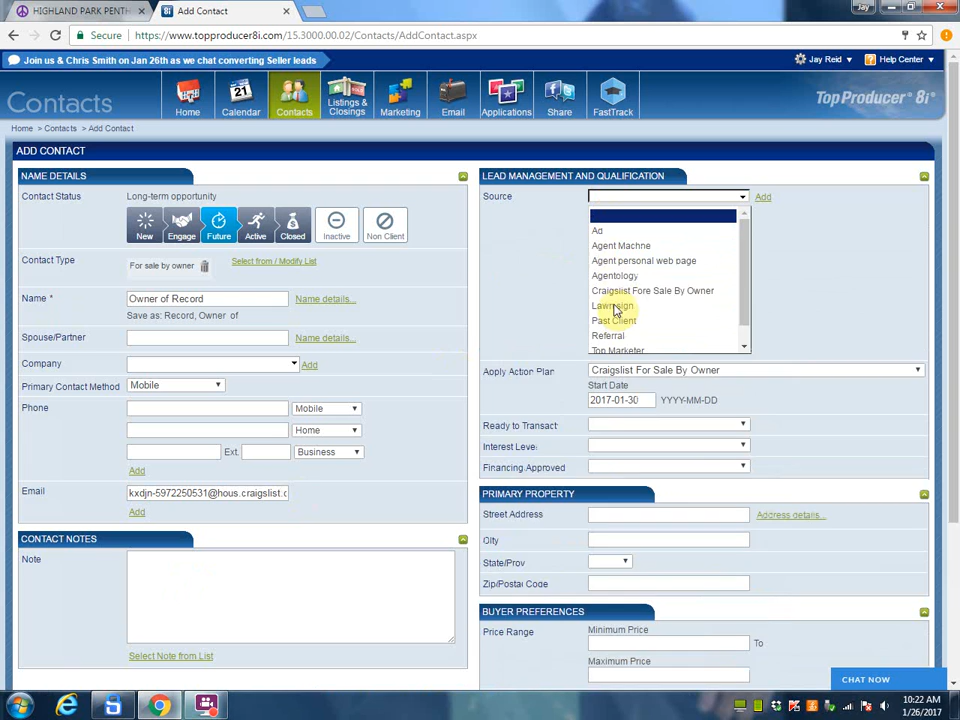 HIGHLAND PARK PENTH
8i Add Contact
Jay
Secure https://www.topproducer8i.com/15.3000.00.02/Contacts/AddContact.aspx
Join us & Chris Smith on Jan 26th as we chat converting Seller leads
Jay Reid
Help Center
Contacts
Home
21
Calendar
Contacts
Listings & Closings
Marketing
Email
Applications
Share
FastTrack
TOP PRODUCER® 8i®
Home > Contacts > Add Contact
ADD CONTACT
NAME DETAILS
Contact Status Long-term opportunity
New Engage Future Active Closed Inactive Non Client
Contact Type For sale by owner Select from / Modify List
Name * Owner of Record Name details...
Save as: Record, Owner of
Spouse/Partner Name details...
Company Add
Primary Contact Method Mobile
Phone Mobile
Home
Ext. Business
Add
Email kxdjn-5972250531@hous.craigslist.c
Add
CONTACT NOTES
Note
Select Note from List
LEAD MANAGEMENT AND QUALIFICATION
Source Add
Ad
Agent Machne
Agent personal web page
Agentology
Craigslist Fore Sale By Owner
Lawn sign
Past Client
Referral
Top Marketer
Apply Action Plan Craigslist For Sale By Owner
Start Date
2017-01-30 YYYY-MM-DD
Ready to Transact
Interest Level
Financing Approved
PRIMARY PROPERTY
Street Address Address details...
City
State/Prov
Zip/Postal Code
BUYER PREFERENCES
Price Range Minimum Price
To
Maximum Price
CHAT NOW
10:22 AM
1/26/2017